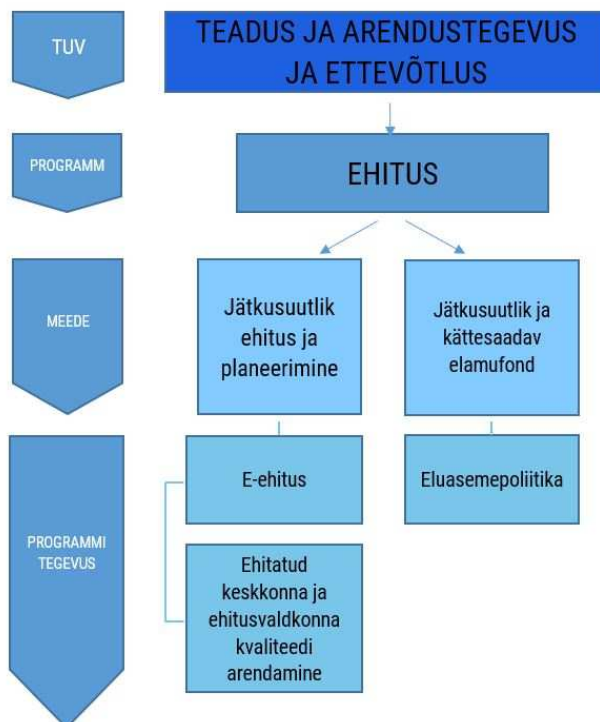 TUV
TEADUS JA ARENDUSTEGEVUS
JA ETTEVÕTLUS
PROGRAMM
EHITUS
MEEDE
Jätkusuutlik
ehitus ja
planeerimine
Jätkusuutlik ja
kättesaadav
elamufond
PROGRAMMI
TEGEVUS
E-ehitus
Eluasemepoliitika
Ehitatud
keskkonna ja
ehitusvaldkonna
kvaliteedi
arendamine